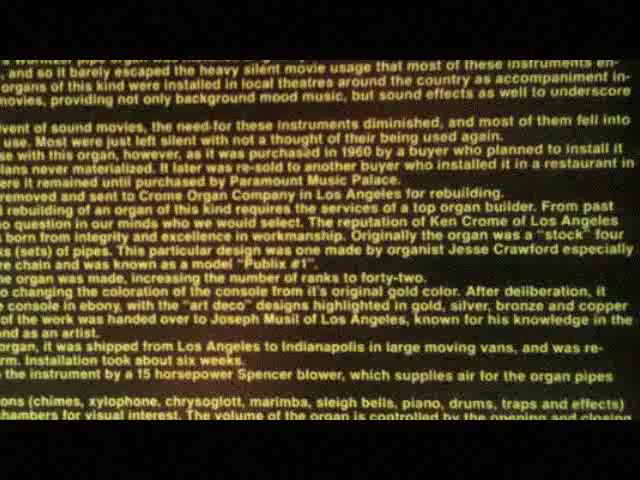 , and so it barely escaped the heavy silent movie usage that most of these instruments en-
organs of this kind were installed in local theatres around the country as accompaniment in-
movies, providing not only background mood music, but sound effects as well to underscore
vent of sound movies, the need for these instruments diminished, and most of them fell into
use. Most were just left silent with not a thought of their being used again.
se with this organ, however, as it was purchased in 1960 by a buyer who planned to install it
lans never materialized. It later was re-sold to another buyer who installed it in a restaurant in
ere it remained until purchased by Paramount Music Palace.
removed and sent to Crome Organ Company in Los Angeles for rebuilding.
rebuilding of an organ of this kind requires the services of a top organ builder. From past
no question in our minds who we would select. The reputation of Ken Crome of Los Angeles
born from integrity and excellence in workmanship. Originally the organ was a "stock" four
ks (sets) of pipes. This particular design was one made by organist Jesse Crawford especially
re chain and was known as a model "Publix #1".
he organ was made, increasing the number of ranks to forty-two.
o changing the coloration of the console from it's original gold color. After deliberation, it
console in ebony, with the "art deco" designs highlighted in gold, silver, bronze and copper
of the work was handed over to Joseph Musil of Los Angeles, known for his knowledge in the
nd as an artist.
organ, it was shipped from Los Angeles to Indianapolis in large moving vans, and was re-
rm. Installation took about six weeks.
o the instrument by a 15 horsepower Spencer blower, which supplies air for the organ pipes
ons (chimes, xylophone, chrysoglott, marimba, sleigh bells, piano, drums, traps and effects)
chambers for visual interest. The volume of the organ is controlled by the opening and closing